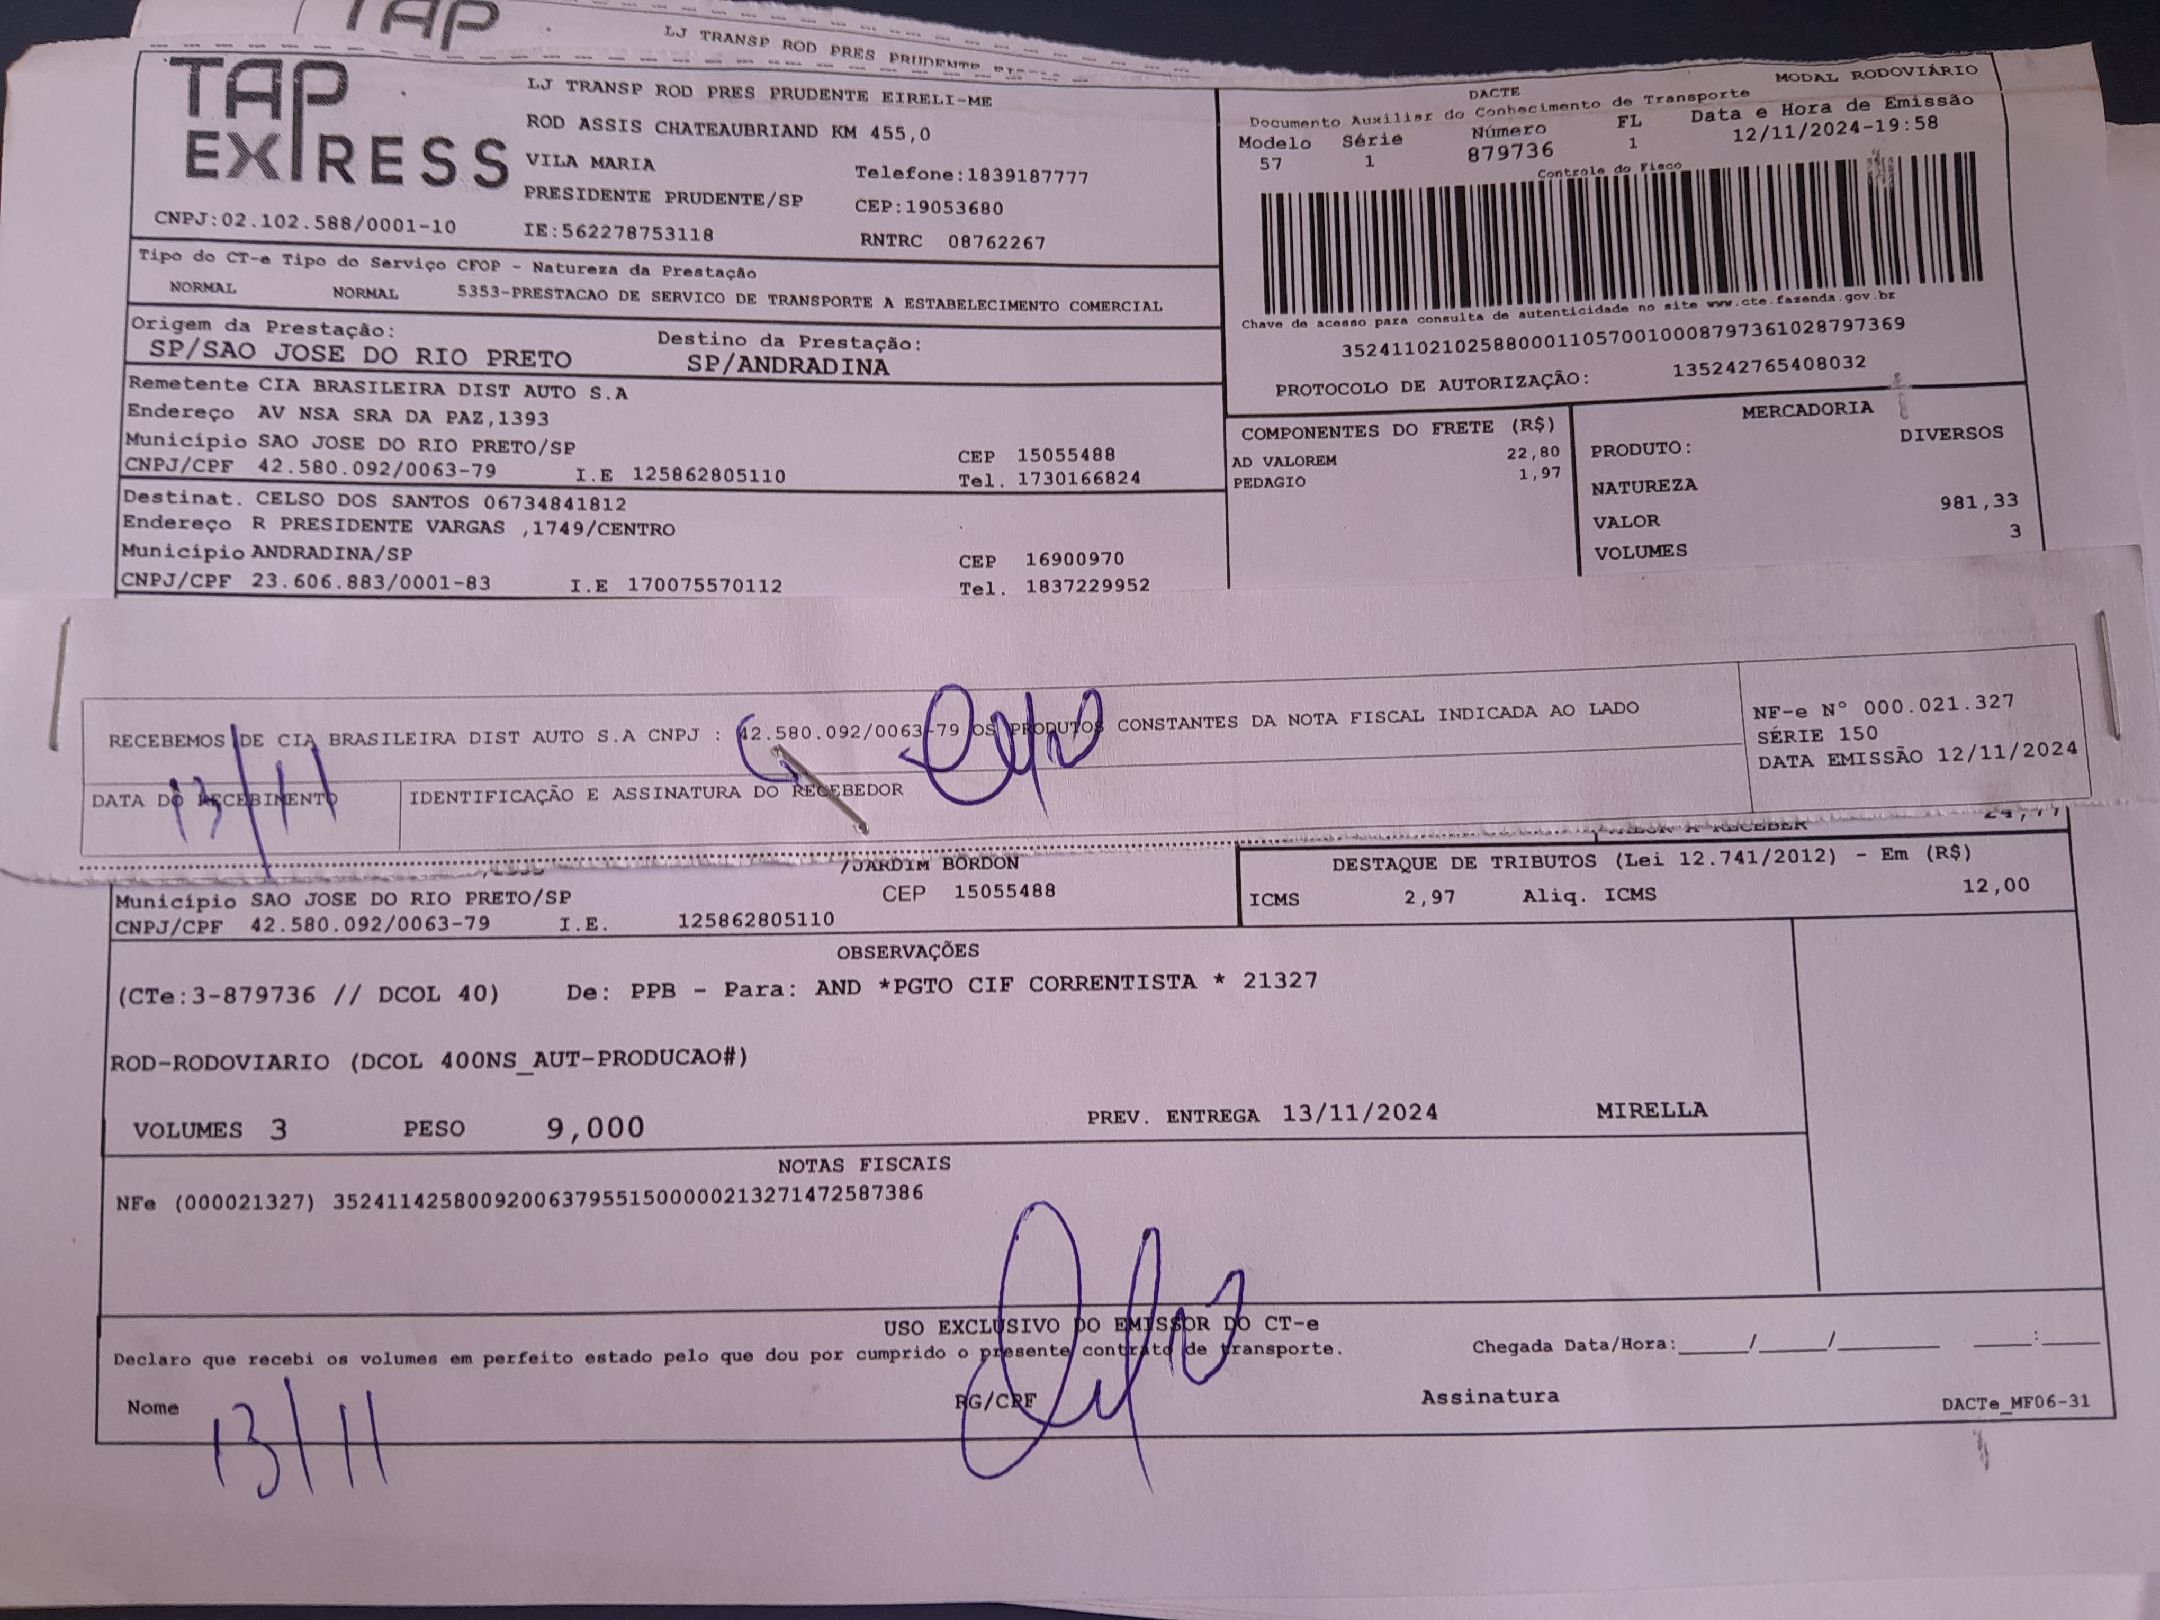 TAP
LJ TRANSP ROD PRES PRUDENTE
TAP EXPRESS
LJ TRANSP ROD PRES PRUDENTE EIRELI-ME
ROD ASSIS CHATEAUBRIAND KM 455,0
VILA MARIA Telefone:1839187777
PRESIDENTE PRUDENTE/SP CEP:19053680
CNPJ:02.102.588/0001-10 IE:562278753118 RNTRC 08762267
DACTE MODAL RODOVIÁRIO
Documento Auxiliar do Conhecimento de Transporte
Modelo Série Número FL Data e Hora de Emissão
57 1 879736 1 12/11/2024-19:58
Controle do Fisco
Chave de acesso para consulta de autenticidade no site www.cte.fazenda.gov.br
35241102102588000110570010008797361028797369
PROTOCOLO DE AUTORIZAÇÃO: 135242765408032
Tipo do CT-e Tipo do Serviço CFOP - Natureza da Prestação
NORMAL NORMAL 5353-PRESTACAO DE SERVICO DE TRANSPORTE A ESTABELECIMENTO COMERCIAL
Origem da Prestação: Destino da Prestação:
SP/SAO JOSE DO RIO PRETO SP/ANDRADINA
Remetente CIA BRASILEIRA DIST AUTO S.A
Endereço AV NSA SRA DA PAZ,1393
Município SAO JOSE DO RIO PRETO/SP CEP 15055488
CNPJ/CPF 42.580.092/0063-79 I.E 125862805110 Tel. 1730166824
Destinat. CELSO DOS SANTOS 06734841812
Endereço R PRESIDENTE VARGAS ,1749/CENTRO
Município ANDRADINA/SP CEP 16900970
CNPJ/CPF 23.606.883/0001-83 I.E 170075570112 Tel. 1837229952
COMPONENTES DO FRETE (R$)
AD VALOREM 22,80
PEDAGIO 1,97
MERCADORIA
PRODUTO: DIVERSOS
NATUREZA
VALOR 981,33
VOLUMES 3
RECEBEMOS DE CIA BRASILEIRA DIST AUTO S.A CNPJ : 42.580.092/0063-79 OS PRODUTOS CONSTANTES DA NOTA FISCAL INDICADA AO LADO
DATA DO RECEBIMENTO IDENTIFICAÇÃO E ASSINATURA DO RECEBEDOR
13/11
NF-e N° 000.021.327
SÉRIE 150
DATA EMISSÃO 12/11/2024
VALOR A RECEBER 24,77
/JARDIM BORDON
Município SAO JOSE DO RIO PRETO/SP CEP 15055488
CNPJ/CPF 42.580.092/0063-79 I.E. 125862805110
DESTAQUE DE TRIBUTOS (Lei 12.741/2012) - Em (R$)
ICMS 2,97 Aliq. ICMS 12,00
OBSERVAÇÕES
(CTe:3-879736 // DCOL 40) De: PPB - Para: AND *PGTO CIF CORRENTISTA * 21327
ROD-RODOVIARIO (DCOL 400NS_AUT-PRODUCAO#)
VOLUMES 3 PESO 9,000 PREV. ENTREGA 13/11/2024 MIRELLA
NOTAS FISCAIS
NFe (000021327) 35241142580092006379551500000213271472587386
USO EXCLUSIVO DO EMISSOR DO CT-e
Declaro que recebi os volumes em perfeito estado pelo que dou por cumprido o presente contrato de transporte. Chegada Data/Hora:_____/_____/_______ ____:____
Nome RG/CPF Assinatura DACTe_MF06-31
13/11